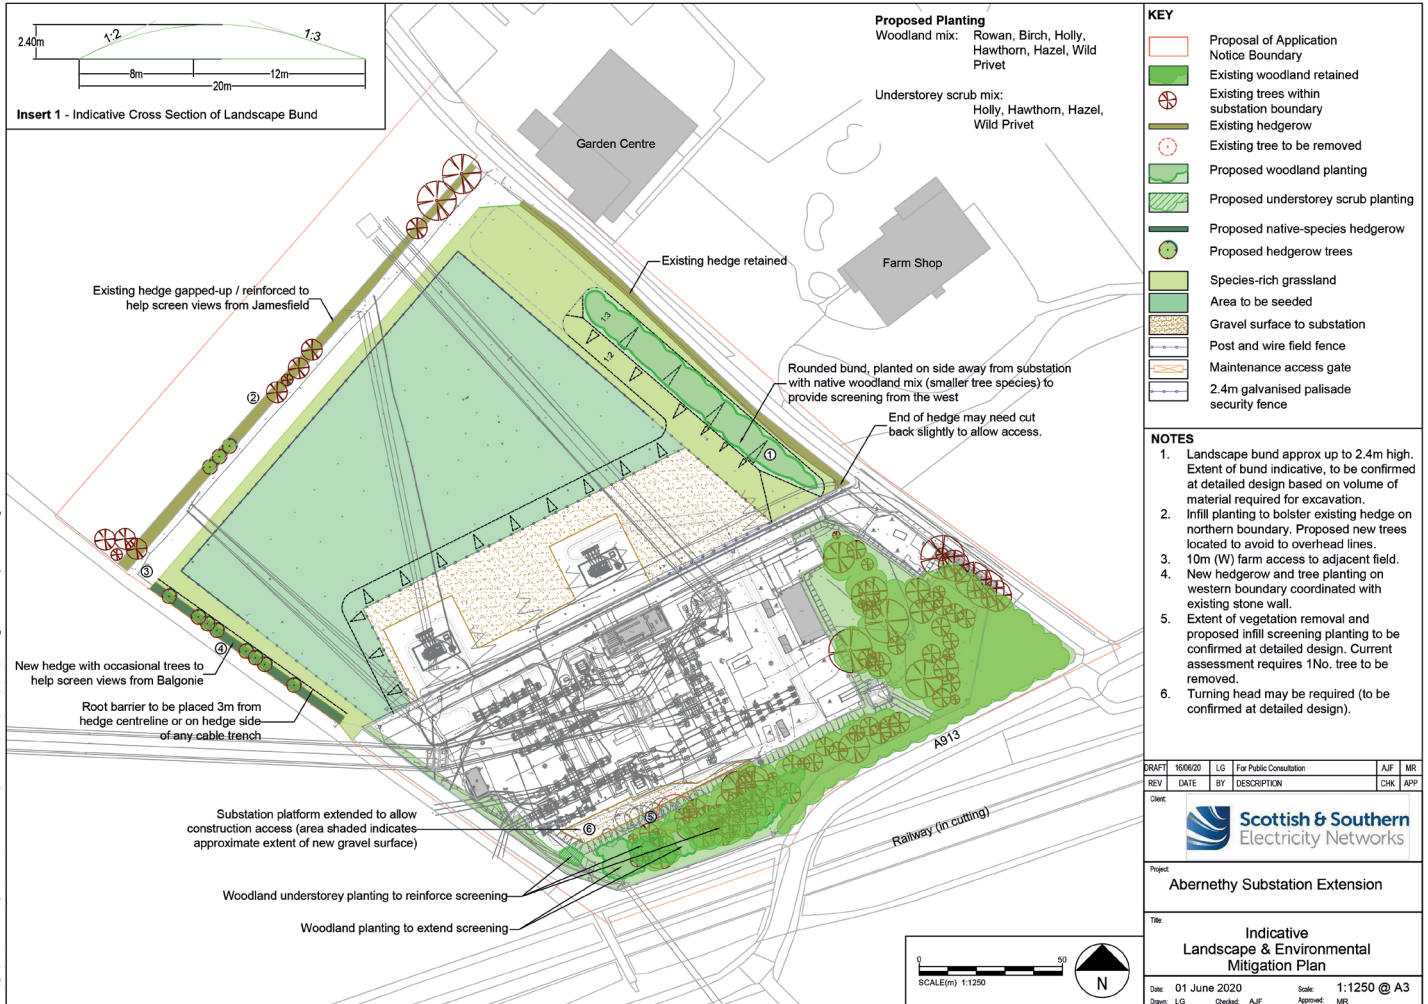 2.40m
1:2
1:3
8m
12m
20m
Insert 1 - Indicative Cross Section of Landscape Bund
Proposed Planting
Woodland mix: Rowan, Birch, Holly,
Hawthorn, Hazel, Wild
Privet
Understorey scrub mix:
Holly, Hawthorn, Hazel,
Wild Privet
Garden Centre
Farm Shop
Existing hedge retained
Existing hedge gapped-up / reinforced to
help screen views from Jamesfield
1:3
1:2
Rounded bund, planted on side away from substation
with native woodland mix (smaller tree species) to
provide screening from the west
End of hedge may need cut
back slightly to allow access.
1
2
3
4
New hedge with occasional trees to
help screen views from Balgonie
Root barrier to be placed 3m from
hedge centreline or on hedge side
of any cable trench
Substation platform extended to allow
construction access (area shaded indicates
approximate extent of new gravel surface)
5
6
A913
Railway (in cutting)
Woodland understorey planting to reinforce screening
Woodland planting to extend screening
0
50
SCALE(m) 1:1250
N
KEY
Proposal of Application
Notice Boundary
Existing woodland retained
Existing trees within
substation boundary
Existing hedgerow
Existing tree to be removed
Proposed woodland planting
Proposed understorey scrub planting
Proposed native-species hedgerow
Proposed hedgerow trees
Species-rich grassland
Area to be seeded
Gravel surface to substation
Post and wire field fence
Maintenance access gate
2.4m galvanised palisade
security fence
NOTES
1. Landscape bund approx up to 2.4m high.
Extent of bund indicative, to be confirmed
at detailed design based on volume of
material required for excavation.
2. Infill planting to bolster existing hedge on
northern boundary. Proposed new trees
located to avoid to overhead lines.
3. 10m (W) farm access to adjacent field.
4. New hedgerow and tree planting on
western boundary coordinated with
existing stone wall.
5. Extent of vegetation removal and
proposed infill screening planting to be
confirmed at detailed design. Current
assessment requires 1No. tree to be
removed.
6. Turning head may be required (to be
confirmed at detailed design).
DRAFT 16/06/20 LG For Public Consultation AJF MR
REV DATE BY DESCRIPTION CHK APP
Client:
Scottish & Southern
Electricity Networks
Project:
Abernethy Substation Extension
Title:
Indicative
Landscape & Environmental
Mitigation Plan
Date: 01 June 2020 Scale: 1:1250 @ A3
Drawn: LG Checked: AJF Approved: MR